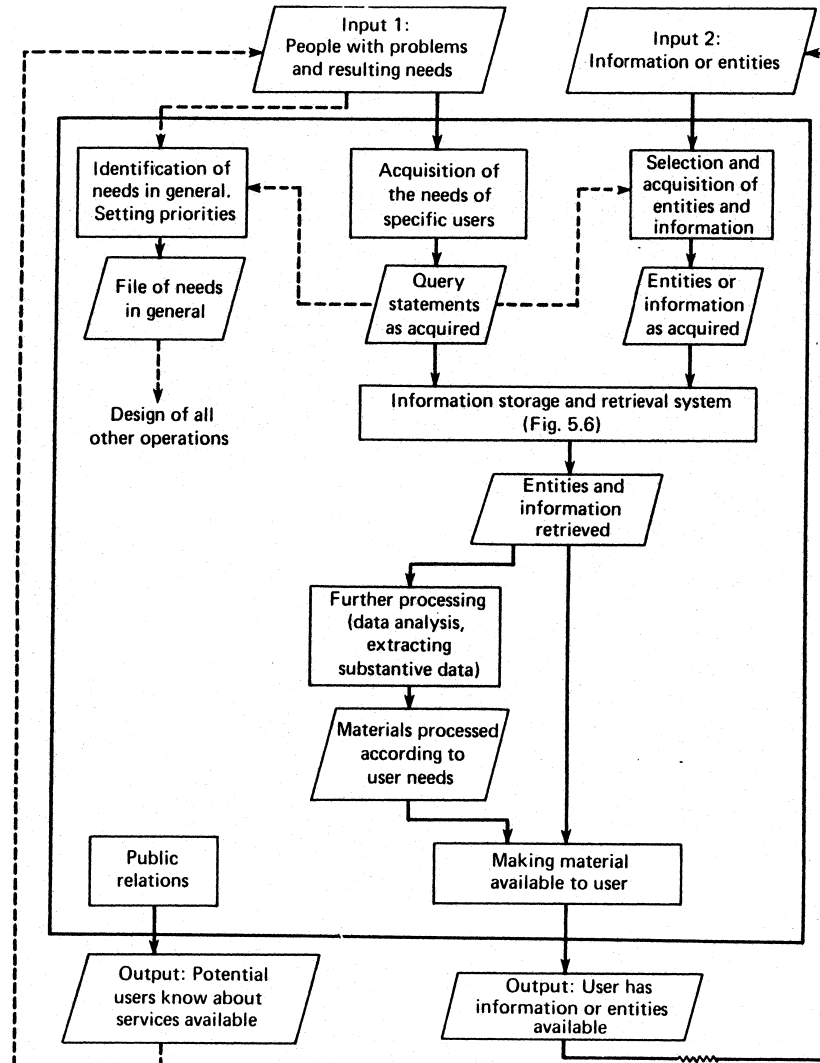 Input 1:
People with problems
and resulting needs
Input 2:
Information or entities
Identification of
needs in general.
Setting priorities
Acquisition of
the needs of
specific users
Selection and
acquisition of
entities and
information
File of needs
in general
Query
statements
as acquired
Entities or
information
as acquired
Design of all
other operations
Information storage and retrieval system
(Fig. 5.6)
Entities and
information
retrieved
Further processing
(data analysis,
extracting
substantive data)
Materials processed
according to
user needs
Public
relations
Making material
available to user
Output: Potential
users know about
services available
Output: User has
information or entities
available